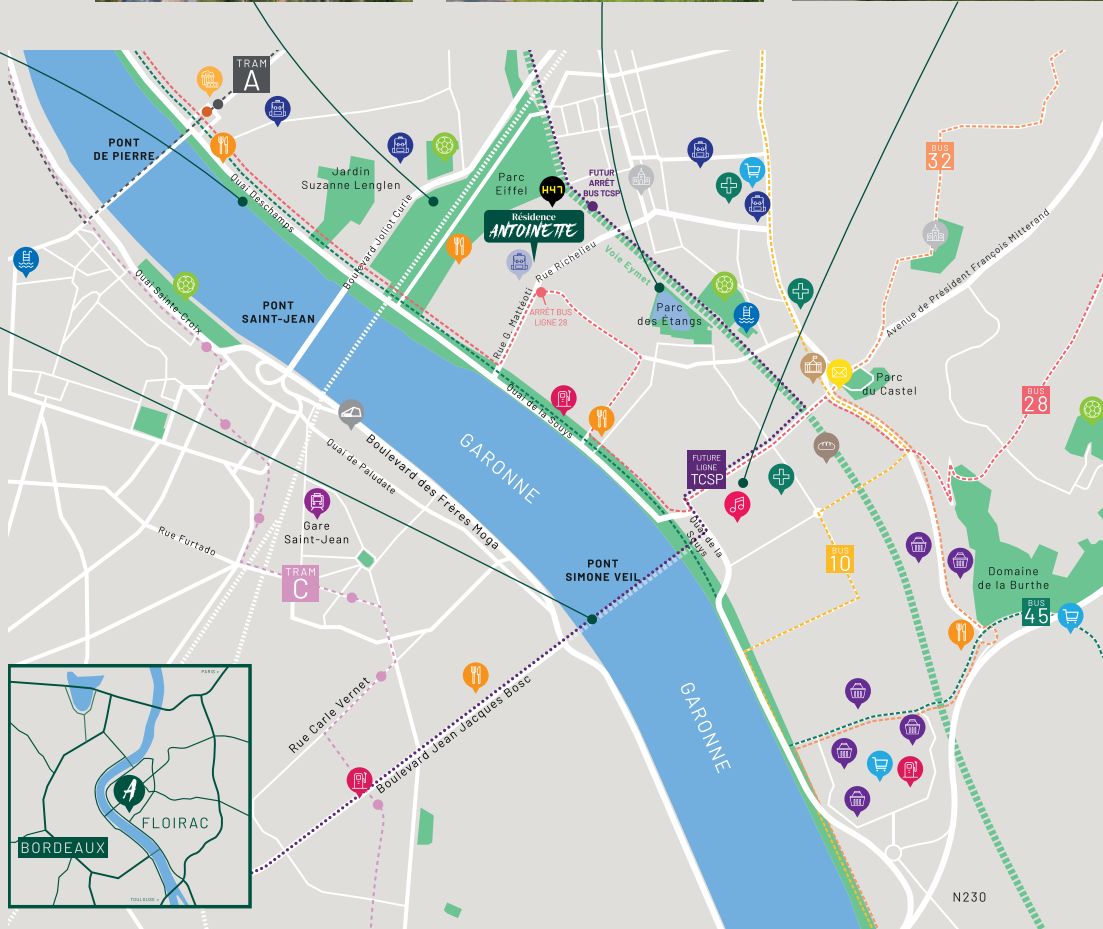 TRAM
A
PONT
DE PIERRE
Quai Deschamps
Jardin
Suzanne Lenglen
Boulevard Joliot Curie
Parc
Eiffel
H47
FUTUR
ARRÊT
BUS TCSP
Résidence
ANTOINETTE
Rue Richelieu
Voie Eymet
BUS
32
Avenue de Président François Mitterand
Quai Sainte-Croix
PONT
SAINT-JEAN
Rue G. Mattéoti
ARRÊT BUS
LIGNE 28
Parc
des Étangs
Parc
du Castel
BUS
28
Quai de la Souys
GARONNE
Boulevard des Frères Moga
Quai de Paludate
FUTURE
LIGNE
TCSP
Quai de la
Souys
Gare
Saint-Jean
Rue Furtado
TRAM
C
PONT
SIMONE VEIL
BUS
10
Domaine
de la Burthe
BUS
45
GARONNE
Rue Carle Vernet
Boulevard Jean Jacques Bosc
PARIS
A
FLOIRAC
BORDEAUX
TOULOUSE
N230